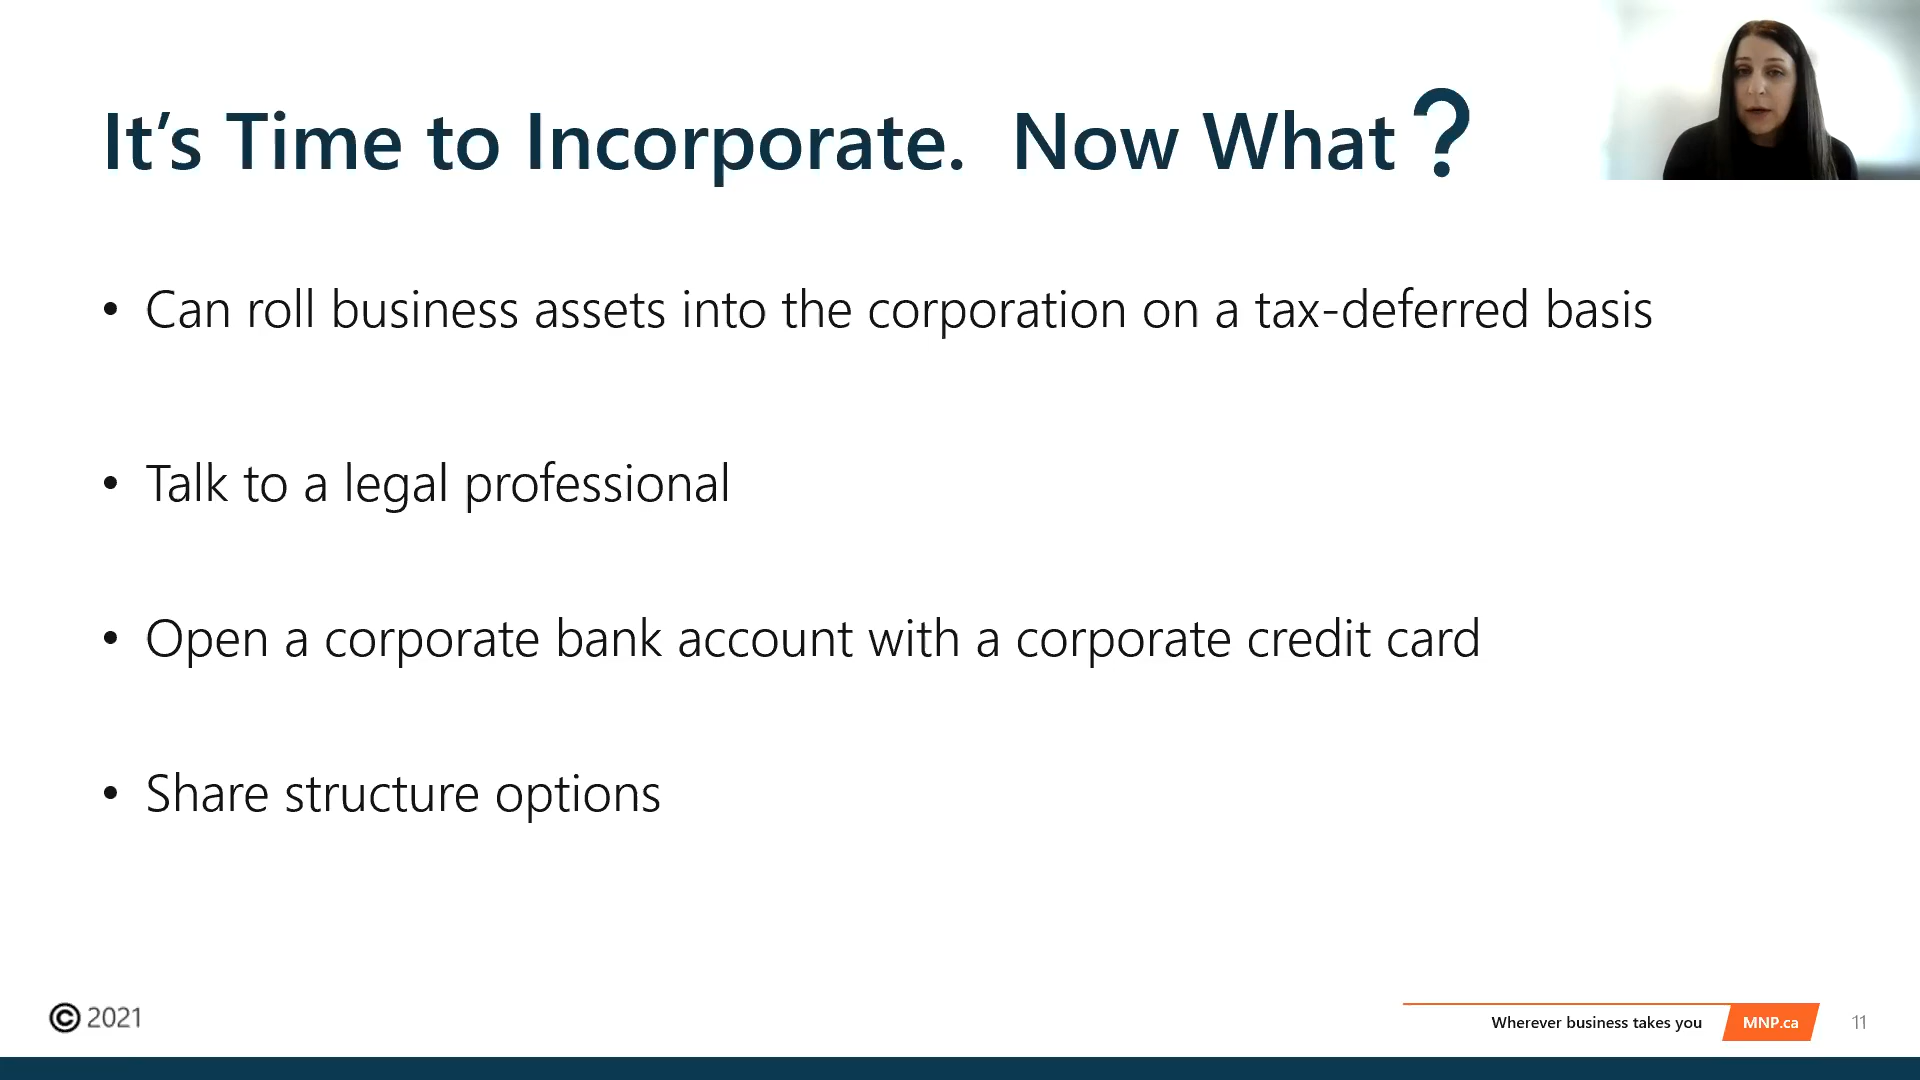 It’s Time to Incorporate. Now What?
• Can roll business assets into the corporation on a tax-deferred basis
• Talk to a legal professional
• Open a corporate bank account with a corporate credit card
• Share structure options
© 2021
Wherever business takes you
MNP.ca
11